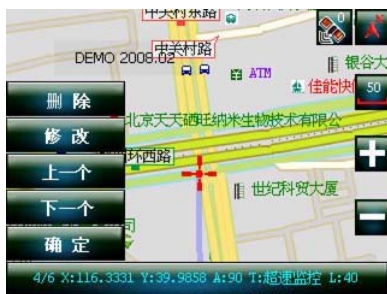 中关村东路
0
中关村路
DEMO 2008.02
银谷大
ATM
佳能快
50
删 除
北京天天硒旺纳米生物技术有限公
修 改
环西路
上一个
世纪科贸大厦
下一个
司
确 定
4/6 X:116.3331 Y:39.9858 A:90 T:超速监控 L:40